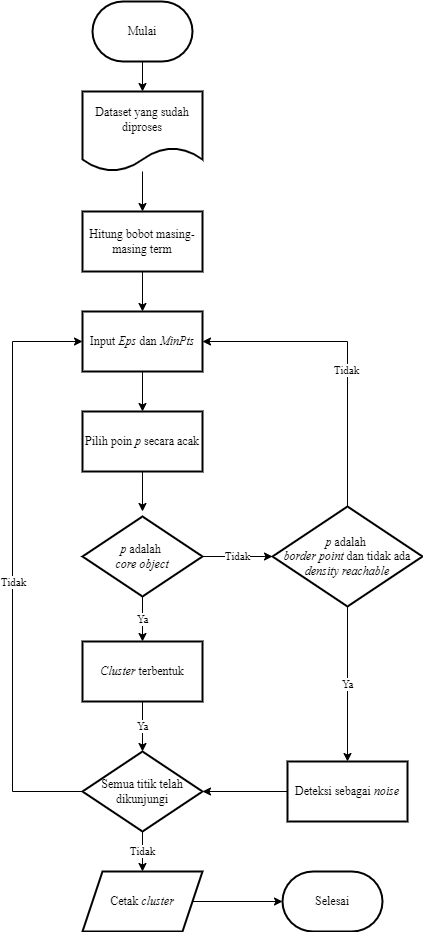 Mulai
Dataset yang sudah
diproses
Hitung bobot masing-
masing term
Input Eps dan MinPts
Tidak
Pilih poin p secara acak
p adalah
core object
Tidak
p adalah
border point dan tidak ada
density reachable
Tidak
Ya
Cluster terbentuk
Ya
Ya
Semua titik telah
dikunjungi
Deteksi sebagai noise
Tidak
Cetak cluster
Selesai